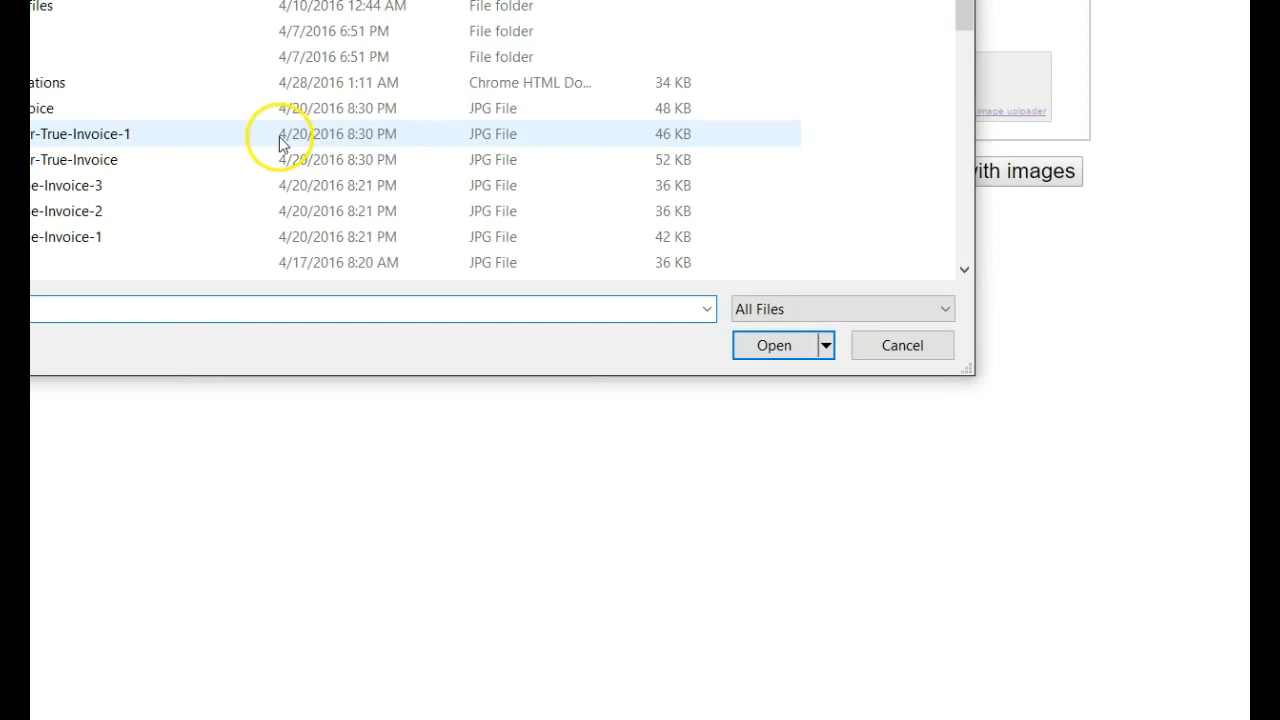 iles 4/10/2016 12:44 AM File folder
4/7/2016 6:51 PM File folder
4/7/2016 6:51 PM File folder
ations 4/28/2016 1:11 AM Chrome HTML Do... 34 KB
oice 4/20/2016 8:30 PM JPG File 48 KB
r-True-Invoice-1 4/20/2016 8:30 PM JPG File 46 KB
r-True-Invoice 4/20/2016 8:30 PM JPG File 52 KB
e-Invoice-3 4/20/2016 8:21 PM JPG File 36 KB
e-Invoice-2 4/20/2016 8:21 PM JPG File 36 KB
e-Invoice-1 4/20/2016 8:21 PM JPG File 42 KB
4/17/2016 8:20 AM JPG File 36 KB
All Files
Open Cancel
image uploader
ith images